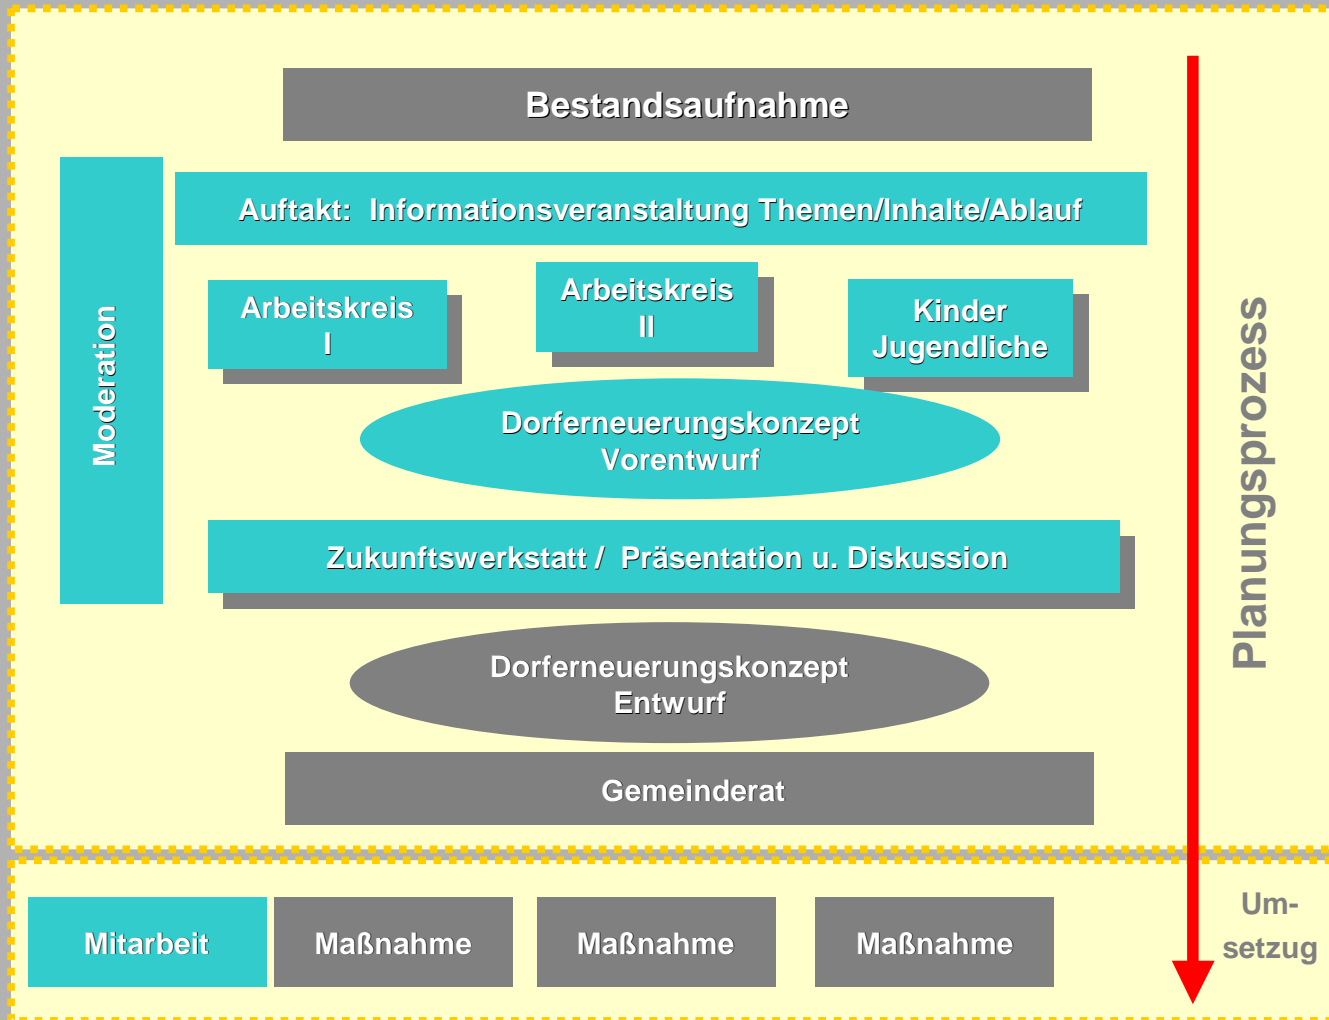 Bestandsaufnahme
Auftakt:  Informationsveranstaltung Themen/Inhalte/Ablauf
Moderation
Arbeitskreis
I
Arbeitskreis
II
Kinder
Jugendliche
Dorferneuerungskonzept
Vorentwurf
Zukunftswerkstatt /  Präsentation u. Diskussion
Dorferneuerungskonzept
Entwurf
Gemeinderat
Planungsprozess
Mitarbeit
Maßnahme
Maßnahme
Maßnahme
Um-
setzug